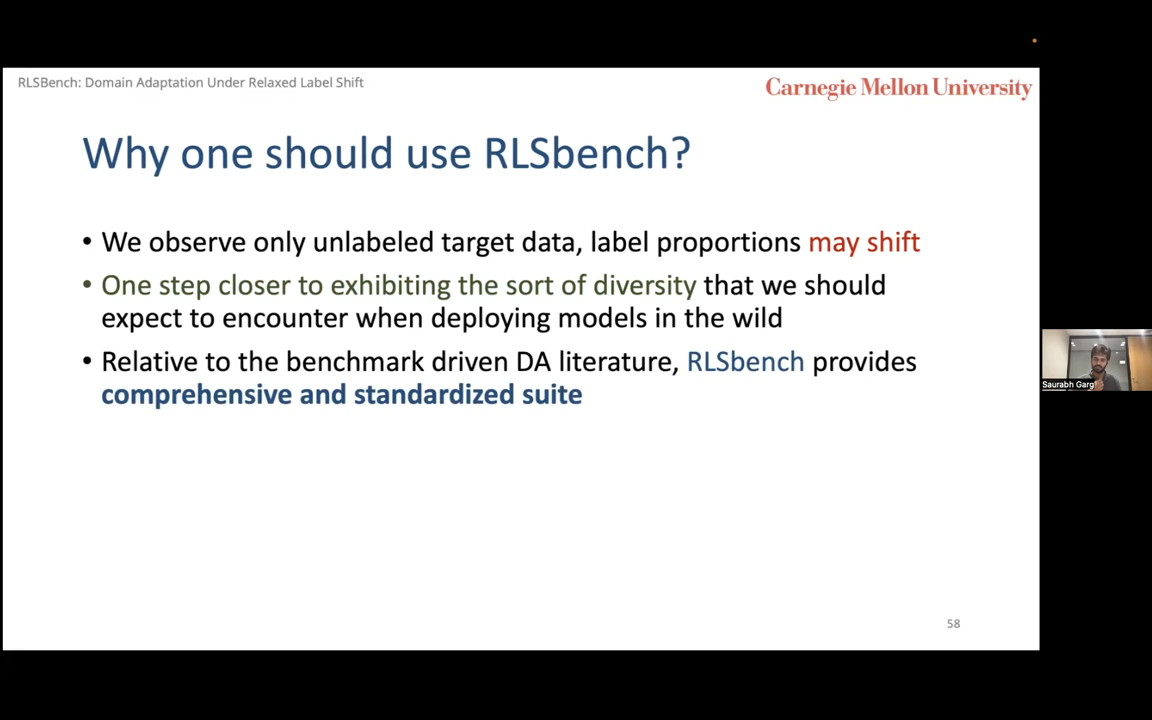 RLSBench: Domain Adaptation Under Relaxed Label Shift
Carnegie Mellon University
Why one should use RLSbench?
• We observe only unlabeled target data, label proportions may shift
• One step closer to exhibiting the sort of diversity that we should
expect to encounter when deploying models in the wild
• Relative to the benchmark driven DA literature, RLSbench provides
comprehensive and standardized suite
Saurabh Garg
58